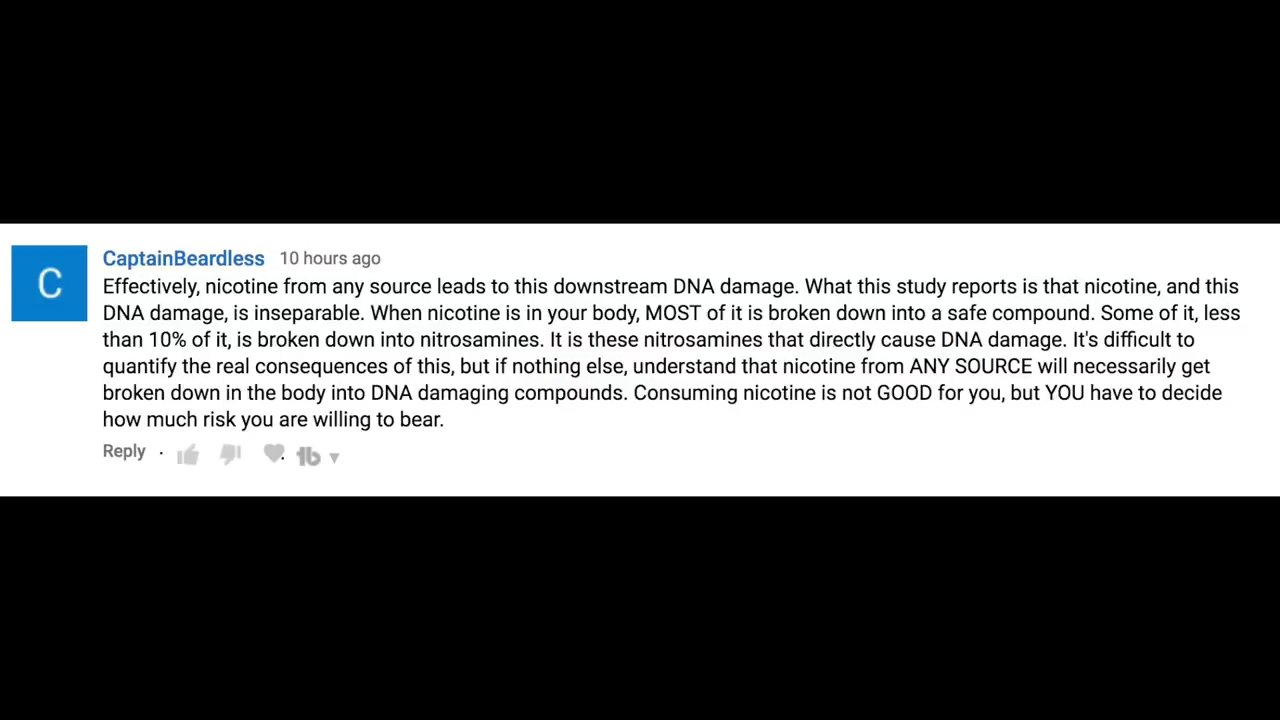 C
CaptainBeardless 10 hours ago
Effectively, nicotine from any source leads to this downstream DNA damage. What this study reports is that nicotine, and this
DNA damage, is inseparable. When nicotine is in your body, MOST of it is broken down into a safe compound. Some of it, less
than 10% of it, is broken down into nitrosamines. It is these nitrosamines that directly cause DNA damage. It's difficult to
quantify the real consequences of this, but if nothing else, understand that nicotine from ANY SOURCE will necessarily get
broken down in the body into DNA damaging compounds. Consuming nicotine is not GOOD for you, but YOU have to decide
how much risk you are willing to bear.
Reply